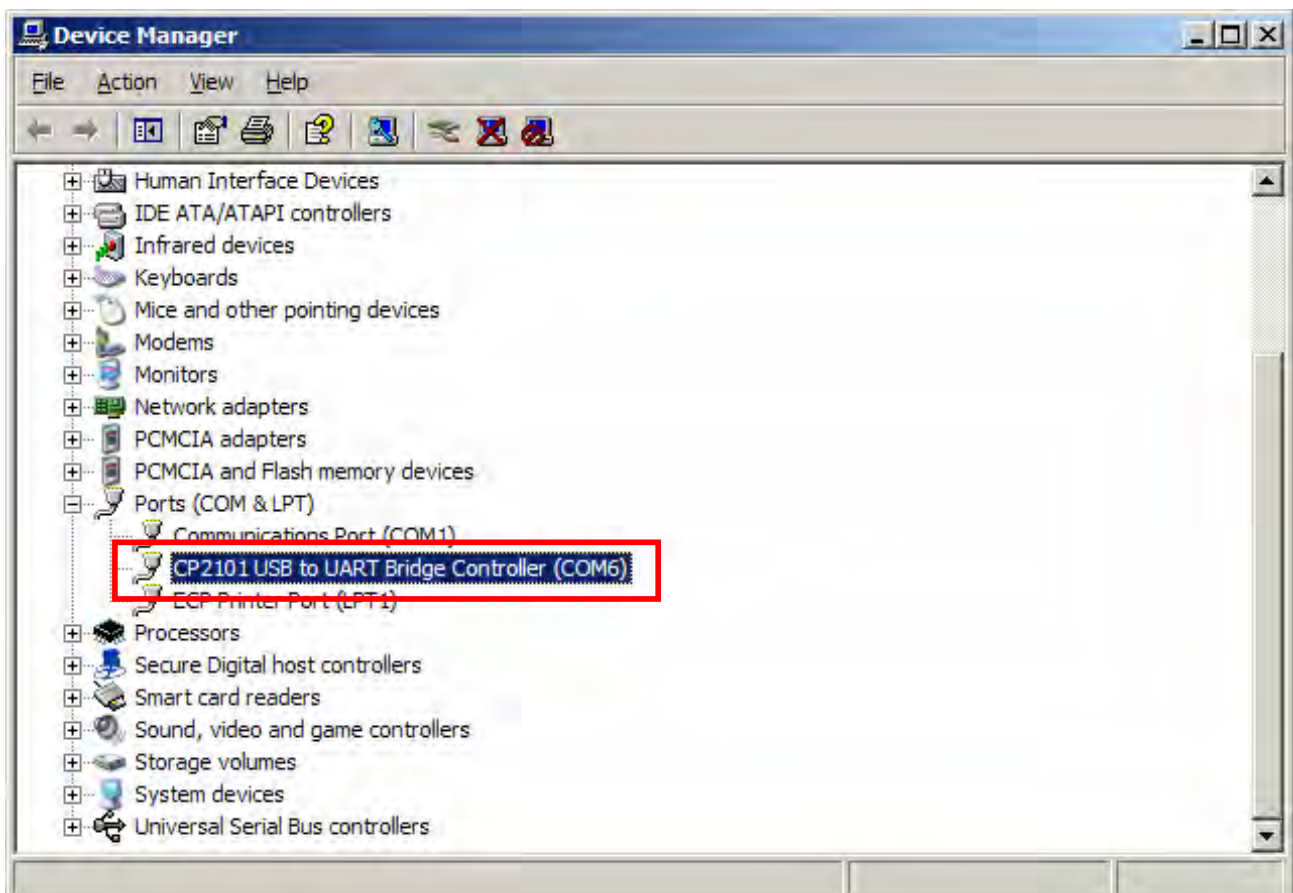 Device Manager
File Action View Help
Human Interface Devices
IDE ATA/ATAPI controllers
Infrared devices
Keyboards
Mice and other pointing devices
Modems
Monitors
Network adapters
PCMCIA adapters
PCMCIA and Flash memory devices
Ports (COM & LPT)
Communications Port (COM1)
CP2101 USB to UART Bridge Controller (COM6)
ECP Printer Port (LPT1)
Processors
Secure Digital host controllers
Smart card readers
Sound, video and game controllers
Storage volumes
System devices
Universal Serial Bus controllers